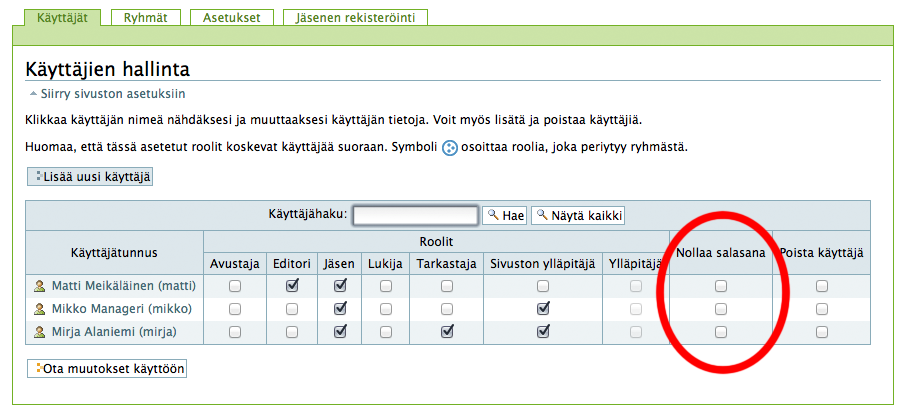 Käyttäjät Ryhmät Asetukset Jäsenen rekisteröinti
Käyttäjien hallinta
Siirry sivuston asetuksiin
Klikkaa käyttäjän nimeä nähdäksesi ja muuttaaksesi käyttäjän tietoja. Voit myös lisätä ja poistaa käyttäjiä.
Huomaa, että tässä asetetut roolit koskevat käyttäjää suoraan. Symboli osoittaa roolia, joka periytyy ryhmästä.
Lisää uusi käyttäjä
Käyttäjähaku: Hae Näytä kaikki
Käyttäjätunnus Roolit Nollaa salasana Poista käyttäjä
Avustaja Editori Jäsen Lukija Tarkastaja Sivuston ylläpitäjä Ylläpitäjä
Matti Meikäläinen (matti)
Mikko Manageri (mikko)
Mirja Alaniemi (mirja)
Ota muutokset käyttöön